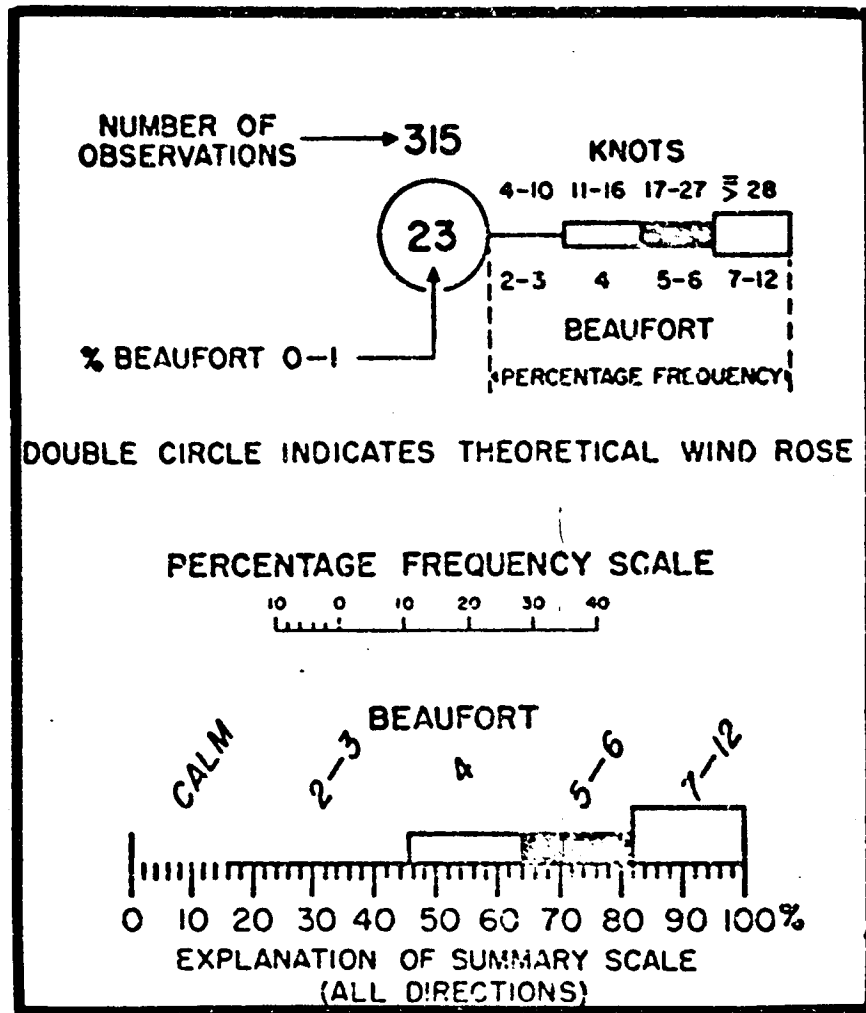 NUMBER OF
OBSERVATIONS
315
KNOTS
4-10 11-16 17-27 ≧ 28
23
2-3 4 5-6 7-12
BEAUFORT
% BEAUFORT 0-1
PERCENTAGE FREQUENCY
DOUBLE CIRCLE INDICATES THEORETICAL WIND ROSE
PERCENTAGE FREQUENCY SCALE
10 0 10 20 30 40
BEAUFORT
CALM 2-3 4 5-6 7-12
0 10 20 30 40 50 60 70 80 90 100%
EXPLANATION OF SUMMARY SCALE
(ALL DIRECTIONS)